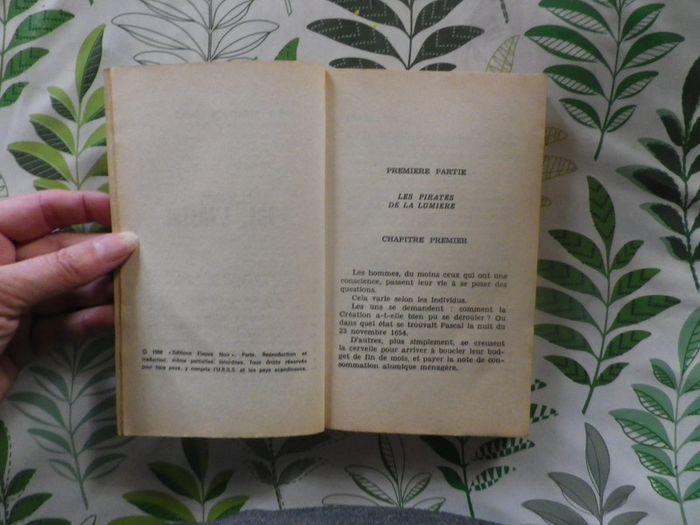 © 1966 « Editions Fleuve Noir », Paris. Reproduction et
traduction même partielles interdites. Tous droits réservés
pour tous pays, y compris l'U.R.S.S. et les pays scandinaves.
PREMIERE PARTIE
LES PIRATES
DE LA LUMIERE
CHAPITRE PREMIER
Les hommes, du moins ceux qui ont une
conscience, passent leur vie à se poser des
questions.
Cela varie selon les individus.
Les uns se demandent : comment la
Création a-t-elle bien pu se dérouler ? Ou
dans quel état se trouvait Pascal la nuit du
23 novembre 1654.
D'autres, plus simplement, se creusent
la cervelle pour arriver à boucler leur bud-
get de fin de mois, et payer la note de con-
sommation atomique ménagère.